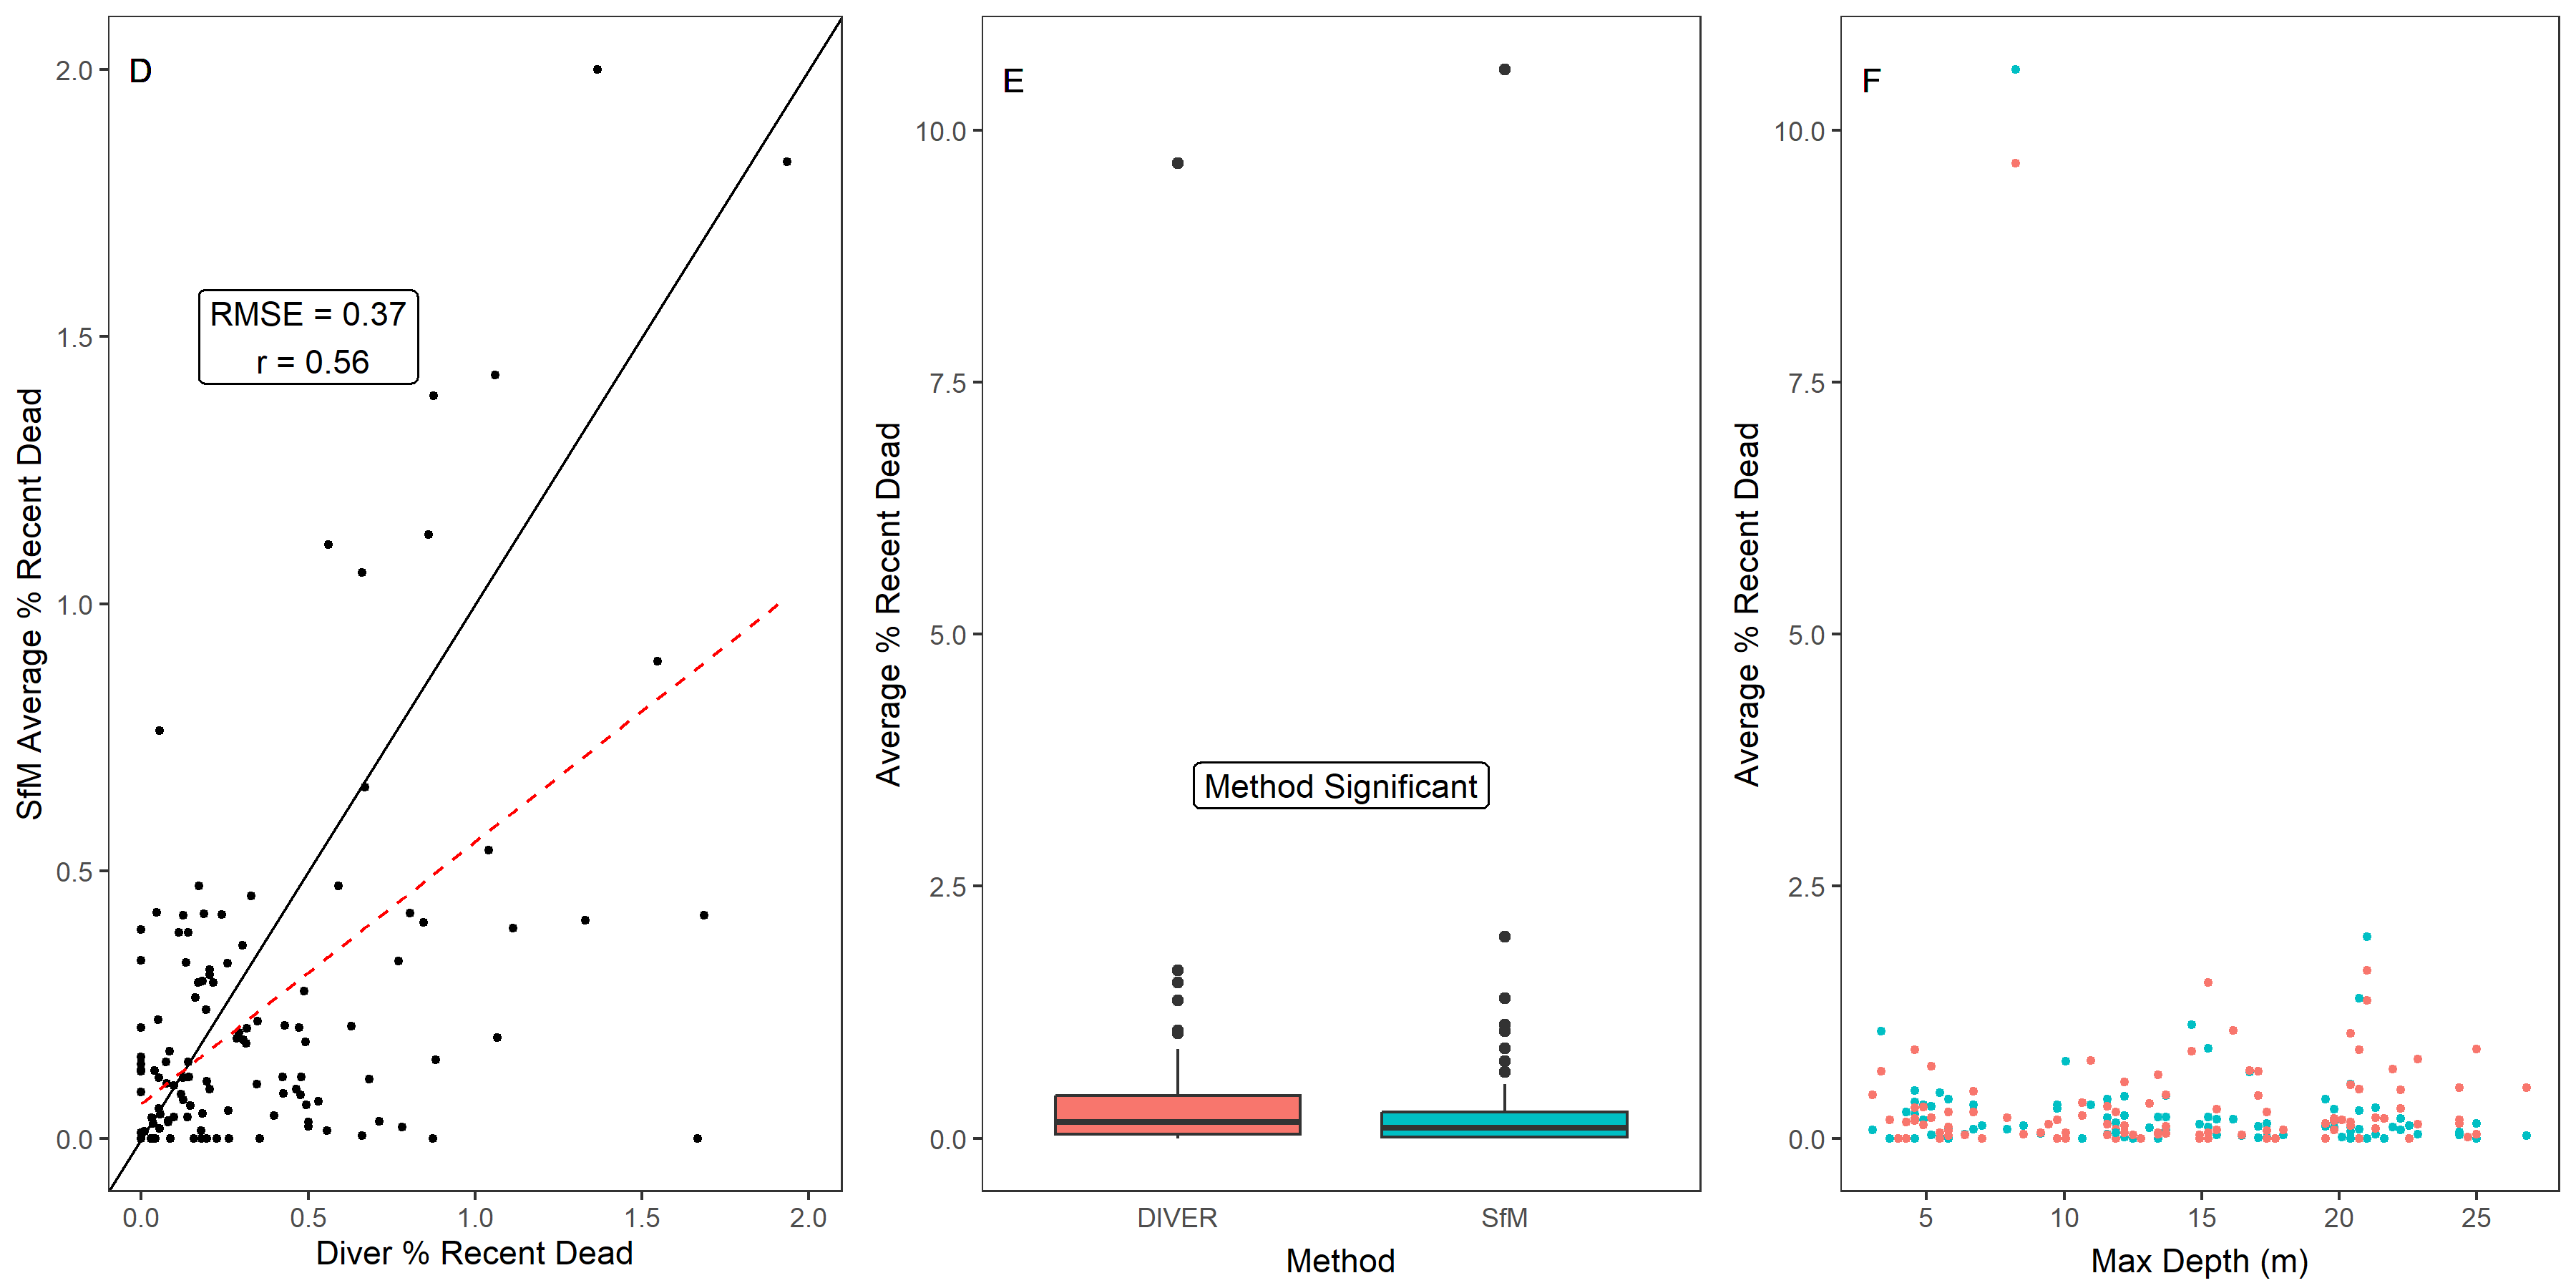 D
RMSE = 0.37
r = 0.56
2.0
1.5
1.0
0.5
0.0
SfM Average % Recent Dead
0.0 0.5 1.0 1.5 2.0
Diver % Recent Dead
E
10.0
7.5
5.0
2.5
0.0
Average % Recent Dead
Method Significant
DIVER SfM
Method
F
10.0
7.5
5.0
2.5
0.0
Average % Recent Dead
5 10 15 20 25
Max Depth (m)